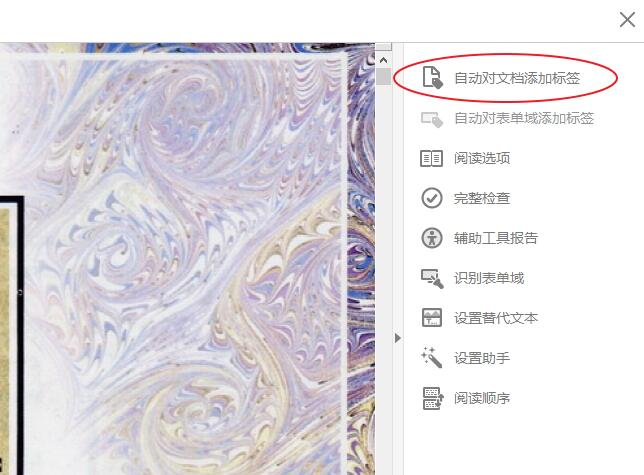 自动对文档添加标签
自动对表单域添加标签
阅读选项
完整检查
辅助工具报告
识别表单域
设置替代文本
设置助手
阅读顺序